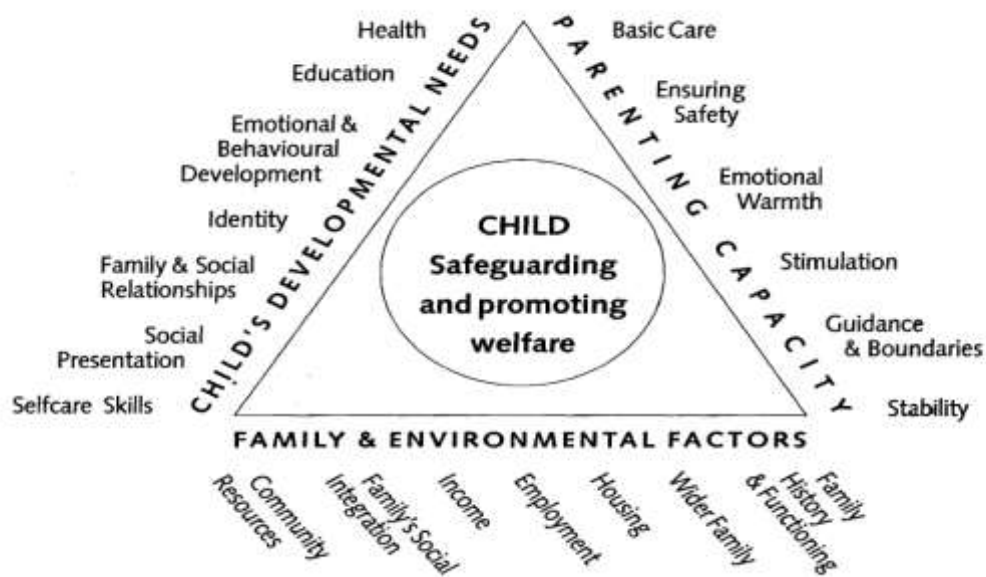 Health
Education
Emotional &
Behavioural
Development
Identity
Family & Social
Relationships
Social
Presentation
Selfcare Skills
CHILD'S DEVELOPMENTAL NEEDS
CHILD
Safeguarding
and promoting
welfare
PARENTING CAPACITY
Basic Care
Ensuring
Safety
Emotional
Warmth
Stimulation
Guidance
& Boundaries
Stability
FAMILY & ENVIRONMENTAL FACTORS
Community
Resources
Family's Social
Integration
Income
Employment
Housing
Wider Family
Family
History
& Functioning